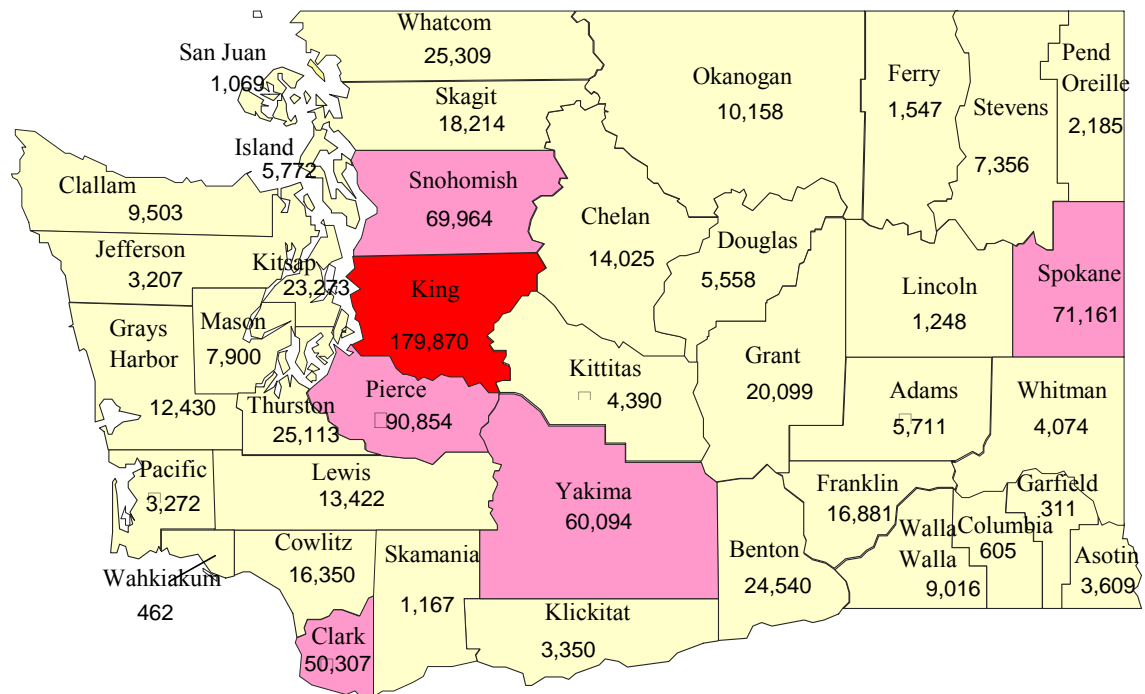 Whatcom
25,309
San Juan
1,069
Skagit
18,214
Island
5,772
Okanogan
10,158
Ferry
1,547
Stevens
7,356
Pend
Oreille
2,185
Clallam
9,503
Snohomish
69,964
Chelan
14,025
Douglas
5,558
Jefferson
3,207
Kitsap
23,273
King
179,870
Lincoln
1,248
Spokane
71,161
Grays
Harbor
12,430
Mason
7,900
Thurston
25,113
Pierce
90,854
Kittitas
4,390
Grant
20,099
Adams
5,711
Whitman
4,074
Pacific
3,272
Lewis
13,422
Yakima
60,094
Franklin
16,881
Garfield
311
Walla
Walla
9,016
Columbia
605
Asotin
3,609
Benton
24,540
Wahkiakum
462
Cowlitz
16,350
Skamania
1,167
Klickitat
3,350
Clark
50,307